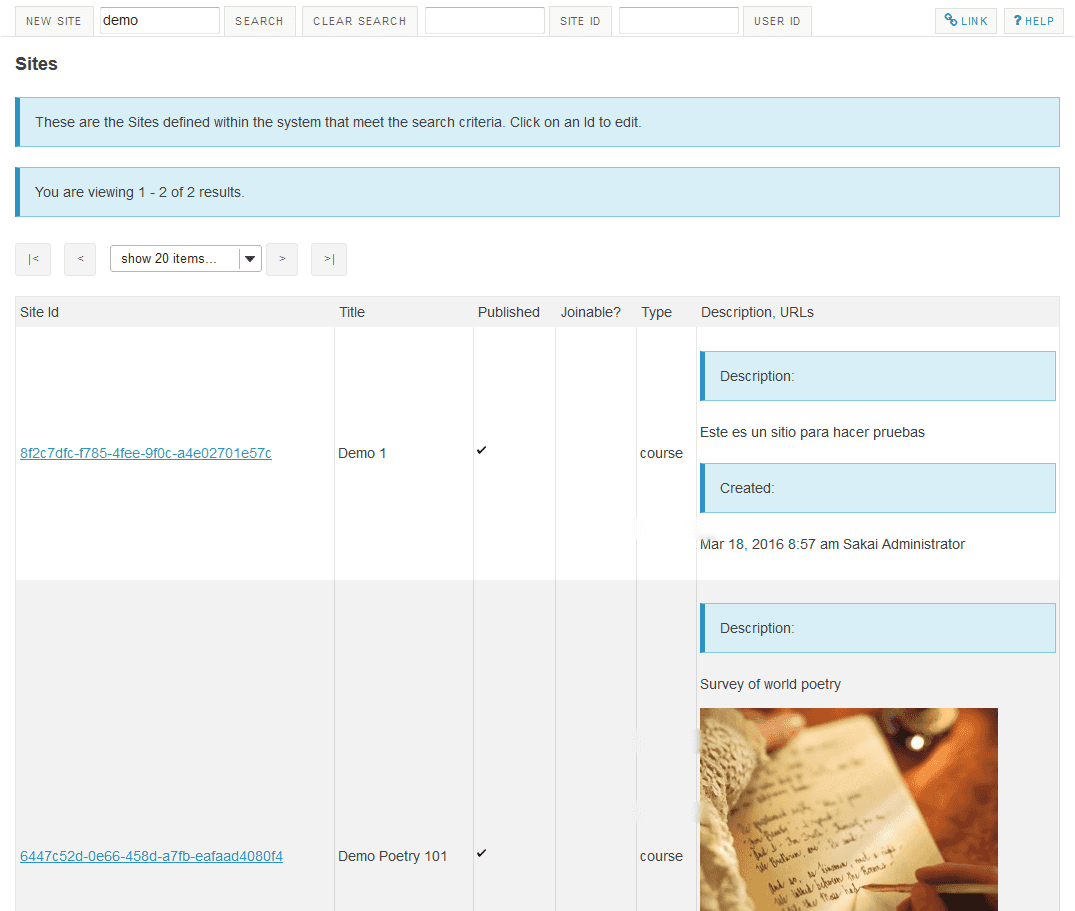 NEW SITE demo SEARCH CLEAR SEARCH SITE ID USER ID LINK ? HELP
Sites
These are the Sites defined within the system that meet the search criteria. Click on an Id to edit.
You are viewing 1 - 2 of 2 results.
|< < show 20 items... > >|
Site Id Title Published Joinable? Type Description, URLs
Description:
Este es un sitio para hacer pruebas
8f2c7dfc-f785-4fee-9f0c-a4e02701e57c Demo 1 ✓ course
Created:
Mar 18, 2016 8:57 am Sakai Administrator
Description:
Survey of world poetry
6447c52d-0e66-458d-a7fb-eafaad4080f4 Demo Poetry 101 ✓ course